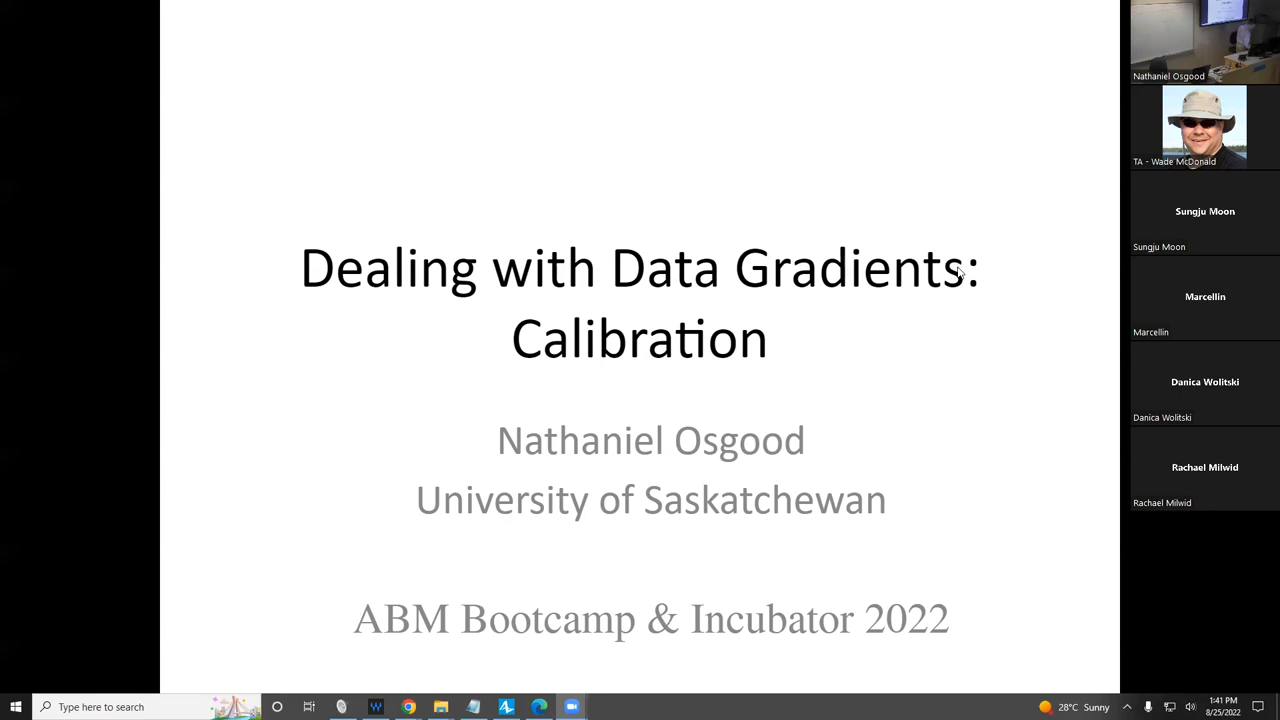 Dealing with Data Gradients:
Calibration
Nathaniel Osgood
University of Saskatchewan
ABM Bootcamp & Incubator 2022
Nathaniel Osgood
TA - Wade McDonald
Sungju Moon
Sungju Moon
Marcellin
Marcellin
Danica Wolitski
Danica Wolitski
Rachael Milwid
Rachael Milwid
Type here to search
28°C Sunny
1:41 PM
8/25/2022